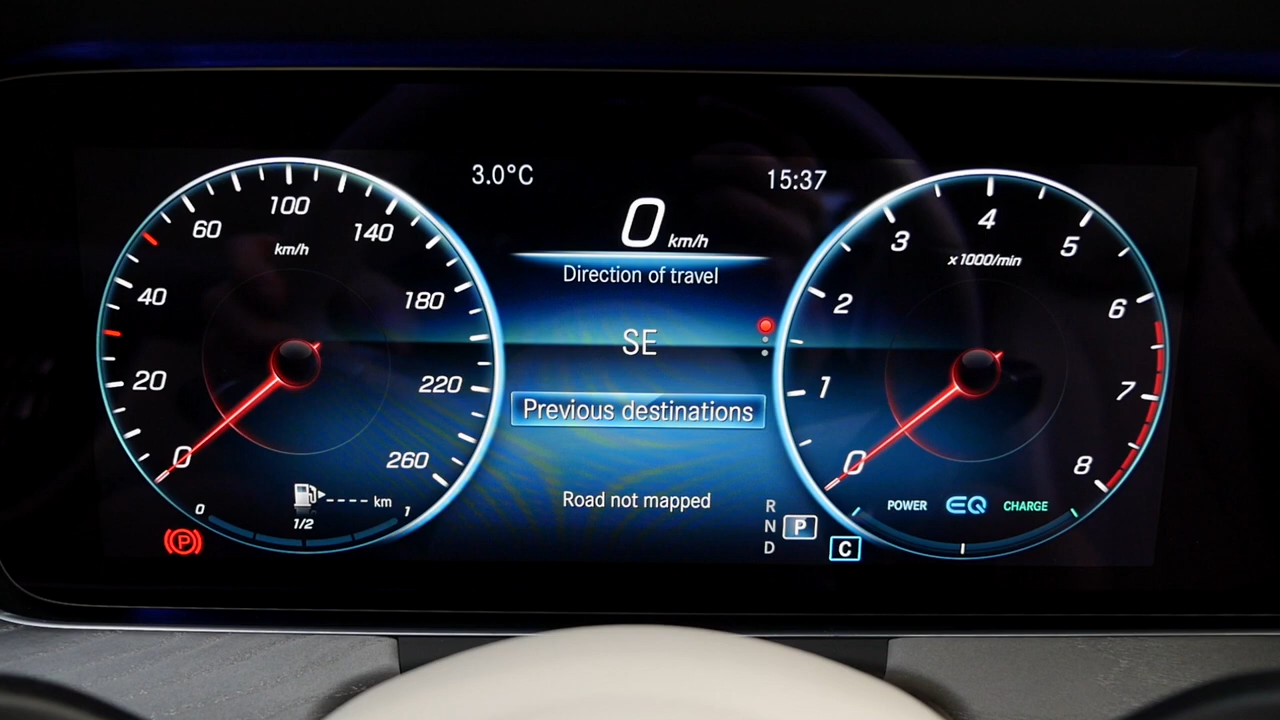 3.0°C
15:37
0 km/h
Direction of travel
SE
Previous destinations
Road not mapped
0
20
40
60
100
140
180
220
260
km/h
----- km
0
1/2
1
P
R
N
D
P
C
0
1
2
3
4
5
6
7
8
x1000/min
POWER
EQ
CHARGE